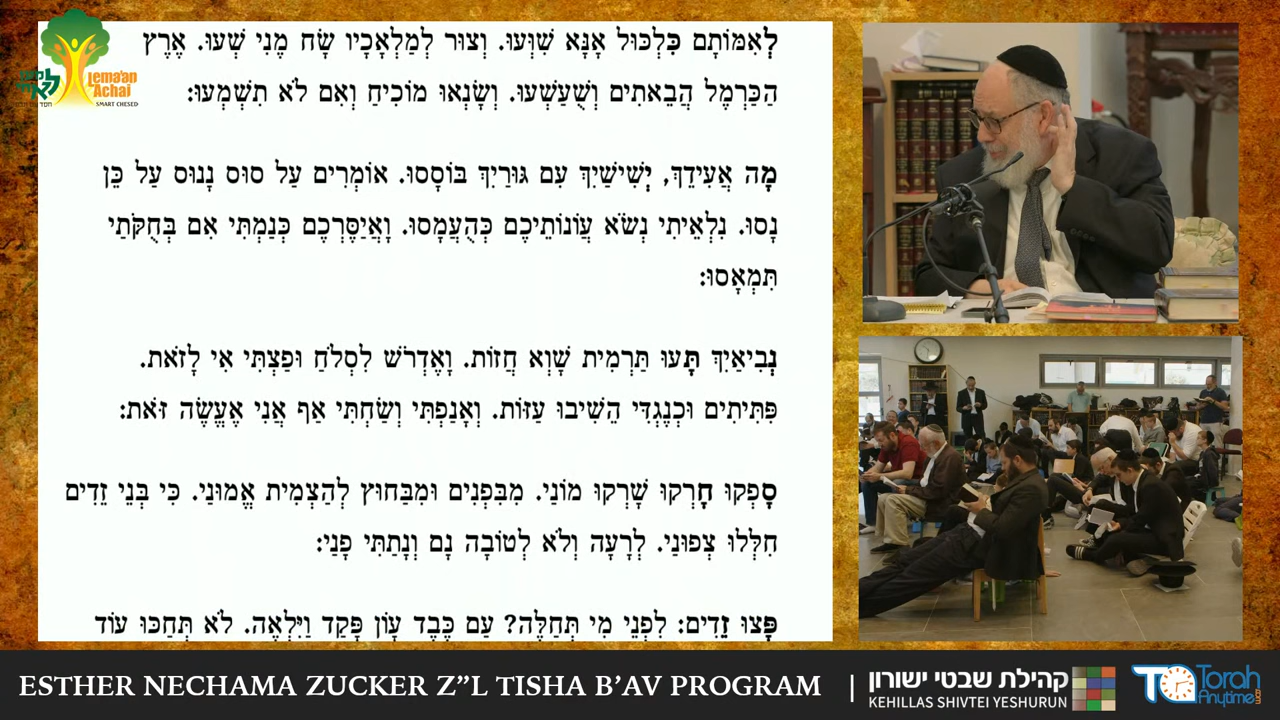 לְאִמּוֹתָם כִּלְכּוּל אָנָּא שִׁוְּעוּ. וְצוּר לְמַלְאָכָיו שָׂח מֶנִּי שְׁעוּ. אֶרֶץ
הַכַּרְמֶל הֲבֵאתִים וְשֻׁעֲשְׁעוּ. וְשָׂנְאוּ מוֹכִיחַ וְאִם לֹא תִשְׁמְעוּ:
מָה אֲעִידֵךְ, יְשִׁישַׁיִךְ עִם גּוּרַיִךְ בּוֹסָסוּ. אוֹמְרִים עַל סוּס נָנוּס עַל כֵּן
נָסוּ. נִלְאֵיתִי נְשֹׂא עֲוֹנוֹתֵיכֶם כְּהֻעֲמָסוּ. וָאֲיַסֶּרְכֶם כְּנַמְתִּי אִם בְּחֻקֹּתַי
תִּמְאָסוּ:
נְבִיאַיִךְ תָּעוּ תַּרְמִית שָׁוְא חֲזוֹת. וָאֶדְרֹשׁ לִסְלֹחַ וּפַצְתִּי אֵי לָזֹאת.
פְּתִיתִים וּכְנֶגְדִּי הֵשִׁיבוּ עַזּוֹת. וְאָנַפְתִּי וְשַׂחְתִּי אַף אֲנִי אֶעֱשֶׂה זֹּאת:
סָפְקוּ חָרְקוּ שָׁרְקוּ מוֹנַי. מִבִּפְנִים וּמִבַּחוּץ לְהַצְמִית אֱמוּנַי. כִּי בְּנֵי זֵדִים
חִלְּלוּ צְפוּנַי. לְרָעָה וְלֹא לְטוֹבָה נָם וְנָתַתִּי פָנַי:
פָּצוּ זֵדִים: לִפְנֵי מִי תְּחַלֶּה? עַם כֶּבֶד עָוֹן פָּקַד וַיִּלְאֶה. לֹא תְּחַכּוּ עוֹד
Lema'an
Achai
SMART CHESED
ESTHER NECHAMA ZUCKER Z"L TISHA B'AV PROGRAM
קהילת שבטי ישורון
KEHILLAS SHIVTEI YESHURUN
Torah
Anytime